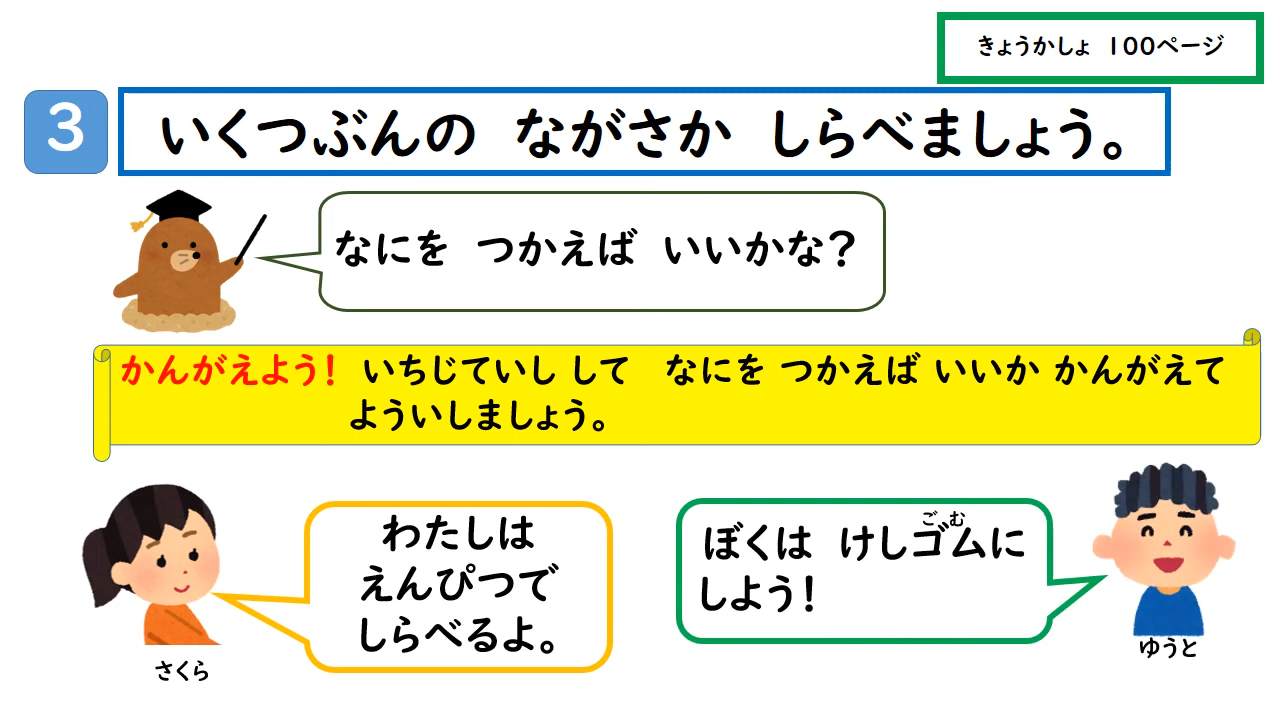 きょうかしょ 100ページ
3
いくつぶんの ながさか しらべましょう。
なにを つかえば いいかな?
かんがえよう! いちじていし して なにを つかえば いいか かんがえて
よういしましょう。
わたしは
えんぴつで
しらべるよ。
さくら
ごむ
ぼくは けしゴムに
しよう!
ゆうと